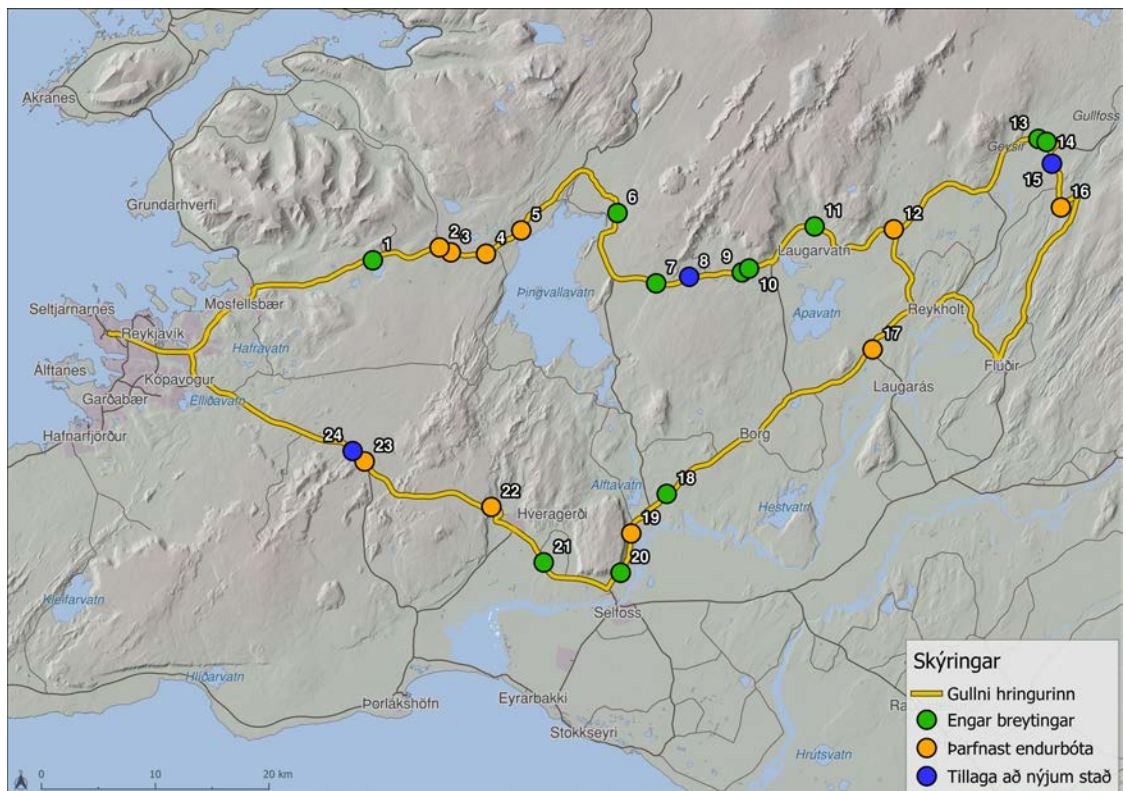 Akranes
Grundarhverfi
Mosfellsbær
Seltjarnarnes
Reykjavík
Hafravatn
Álftanes
Kópavogur
Garðabær
Elliðavatn
Hafnarfjörður
Þingvallavatn
Laugarvatn
Apavatn
Geysir
Gullfoss
Reykholt
Flúðir
Laugarás
Borg
Álftavatn
Hestvatn
Hveragerði
Selfoss
Kleifarvatn
Hlíðarvatn
Þorlákshöfn
Eyrarbakki
Stokkseyri
Hrútsvatn
1
2
3
4
5
6
7
8
9
10
11
12
13
14
15
16
17
18
19
20
21
22
23
24
0 10 20 km
Skýringar
Gullni hringurinn
Engar breytingar
Þarfnast endurbóta
Tillaga að nýjum stað